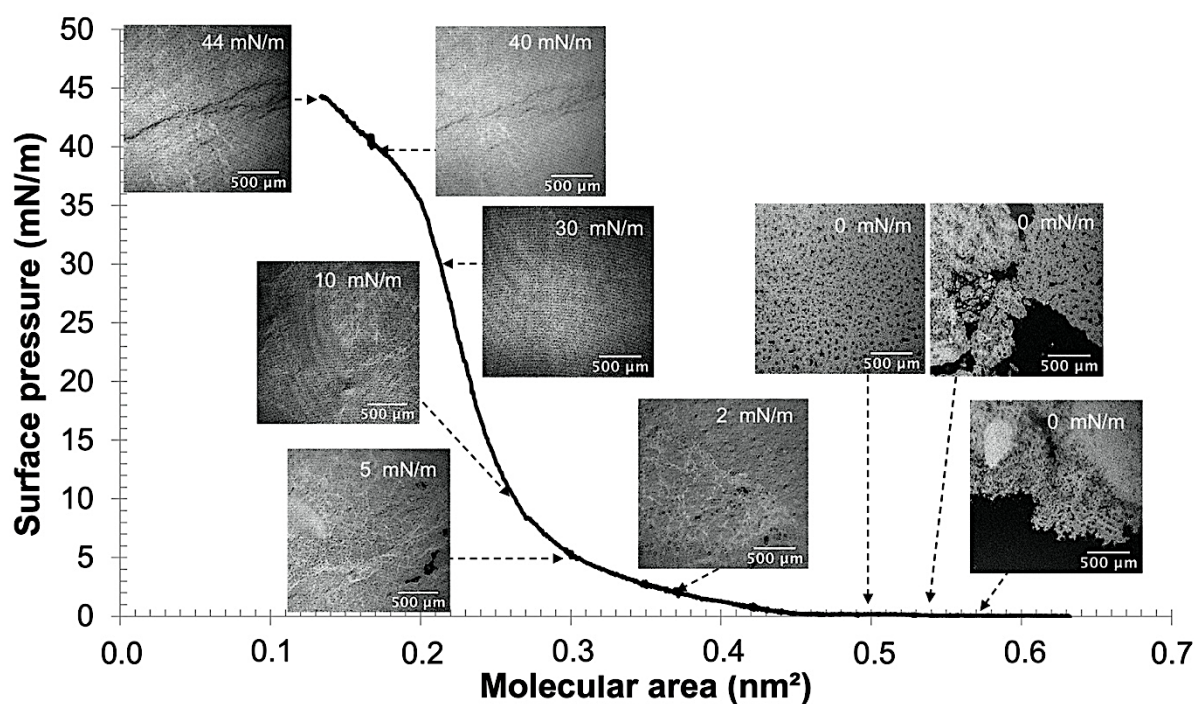 Surface pressure (mN/m)
50
45
40
35
30
25
20
15
10
5
0
44 mN/m
500 µm
40 mN/m
500 µm
30 mN/m
500 µm
10 mN/m
500 µm
5 mN/m
500 µm
2 mN/m
500 µm
0 mN/m
500 µm
0 mN/m
500 µm
0 mN/m
500 µm
0.0 0.1 0.2 0.3 0.4 0.5 0.6 0.7
Molecular area (nm²)